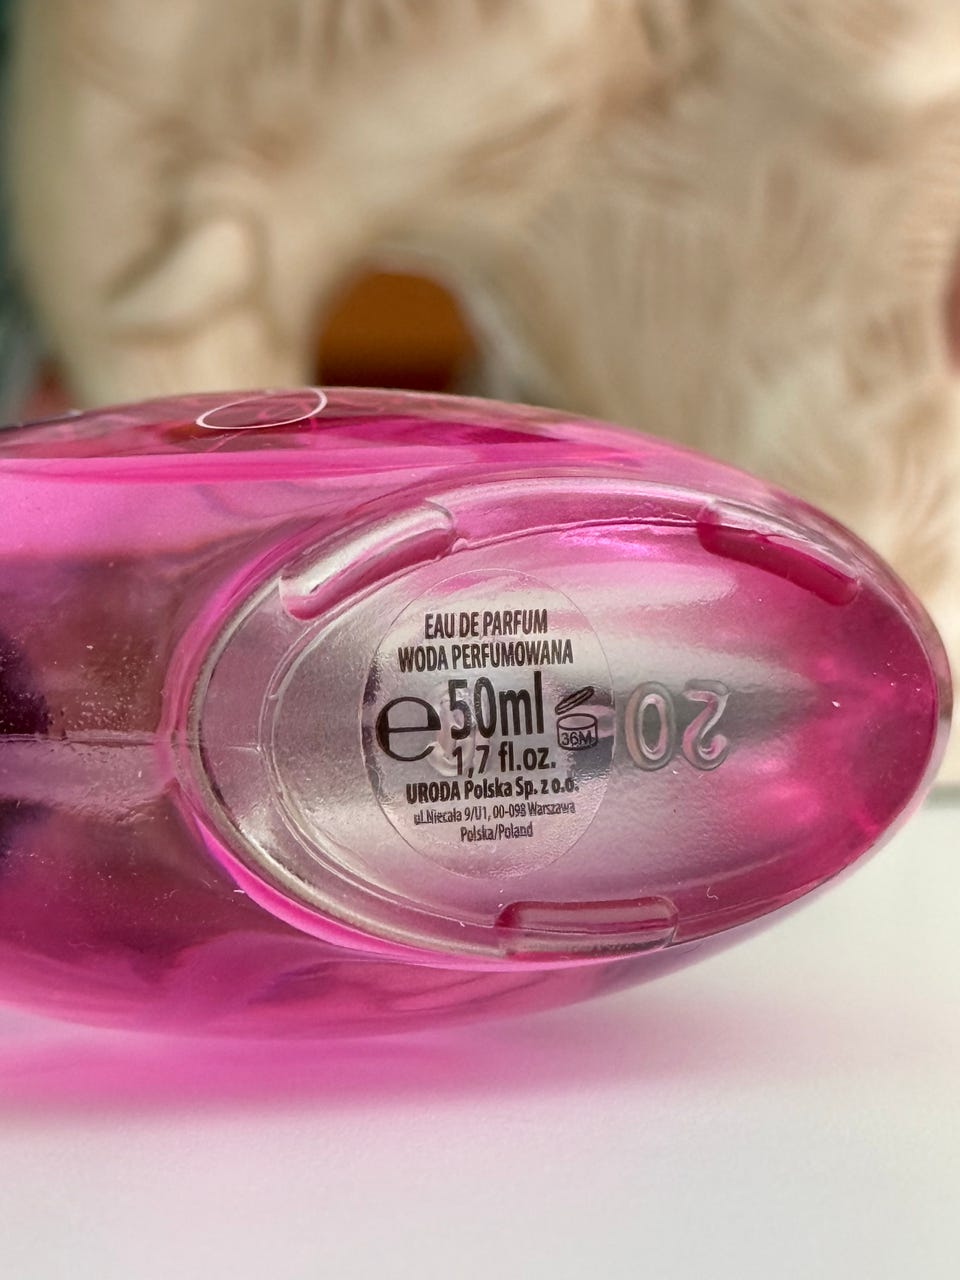 EAU DE PARFUM
WODA PERFUMOWANA
e 50ml 36M
1,7 fl.oz.
URODA Polska Sp. z o.o.
ul.Niecała 9/U1, 00-098 Warszawa
Polska/Poland
20